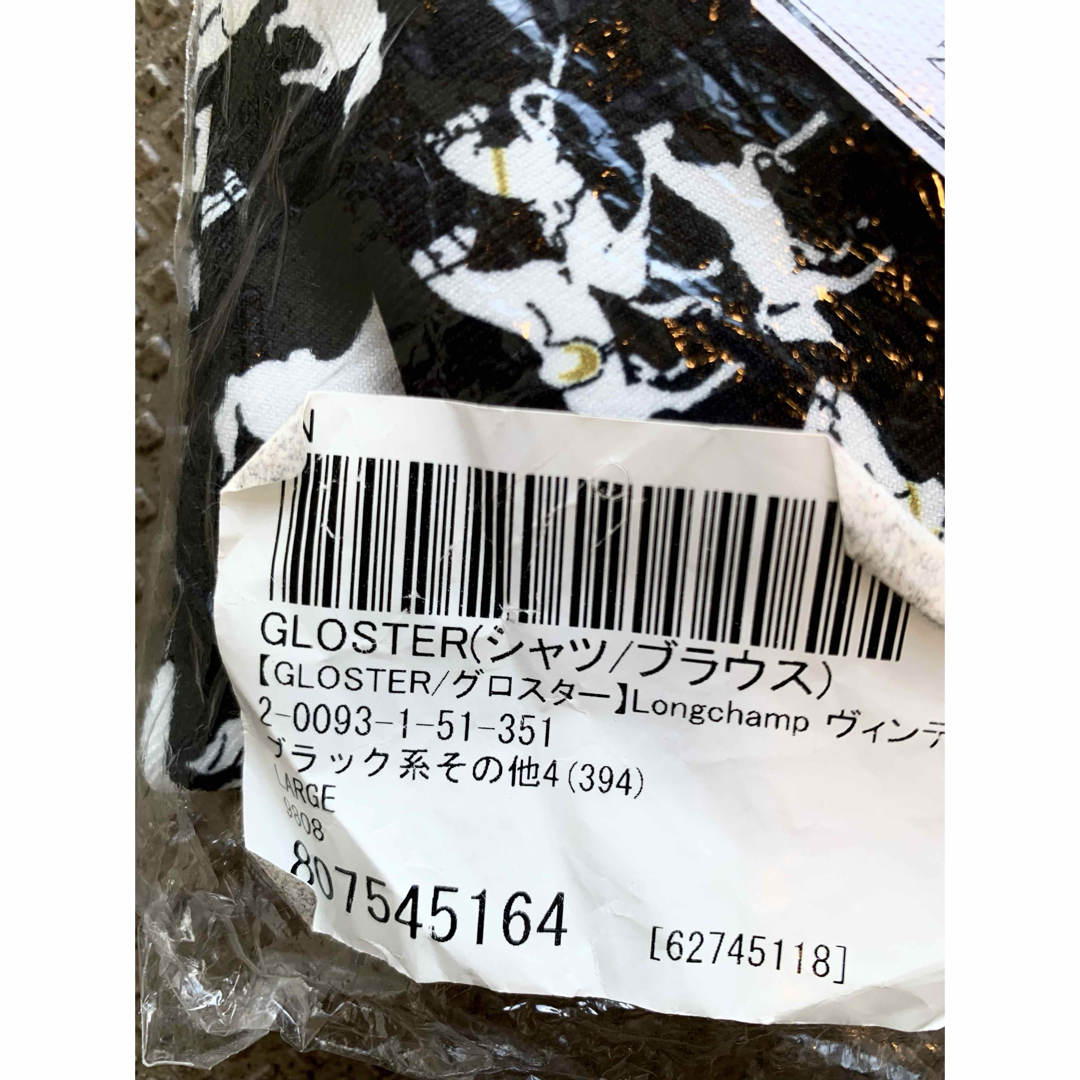 N
GLOSTER(シャツ/ブラウス)
【GLOSTER/グロスター】Longchamp ヴィンテ
2-0093-1-51-351
ブラック系その他4(394)
LARGE
9808
807545164
[62745118]